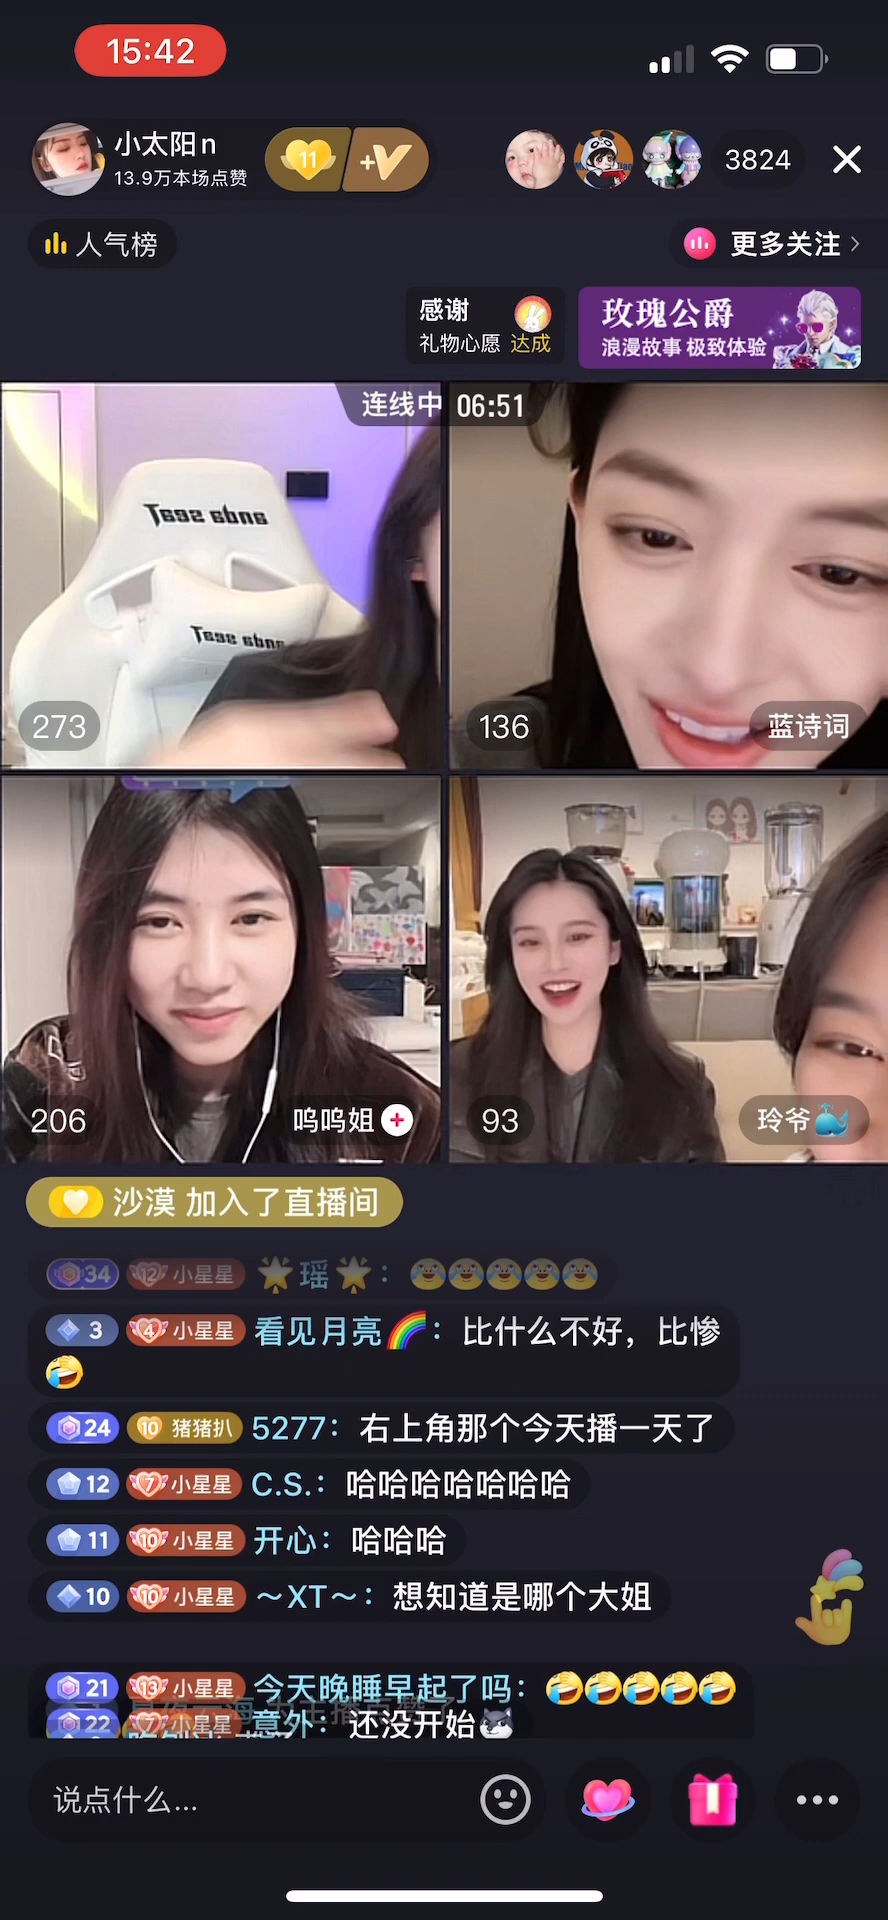 15:42
小太阳n
13.9万本场点赞
11
+V
3824
人气榜
更多关注
感谢
礼物心愿 达成
玫瑰公爵
浪漫故事 极致体验
连线中 06:51
273
136
蓝诗词
206
呜呜姐
93
玲爷🐳
沙漠 加入了直播间
34 12 小星星 🌟瑶🌟：😂😂😂😂😂
3 4 小星星 看见月亮🌈：比什么不好，比惨
🤣
24 10 猪猪扒 5277：右上角那个今天播一天了
12 7 小星星 C.S.：哈哈哈哈哈哈哈
11 10 小星星 开心：哈哈哈
10 10 小星星 ～XT～：想知道是哪个大姐
21 13 小星星 今天晚睡早起了吗：🤣🤣🤣🤣🤣
22 7 小星星 意外：还没开始
说点什么...